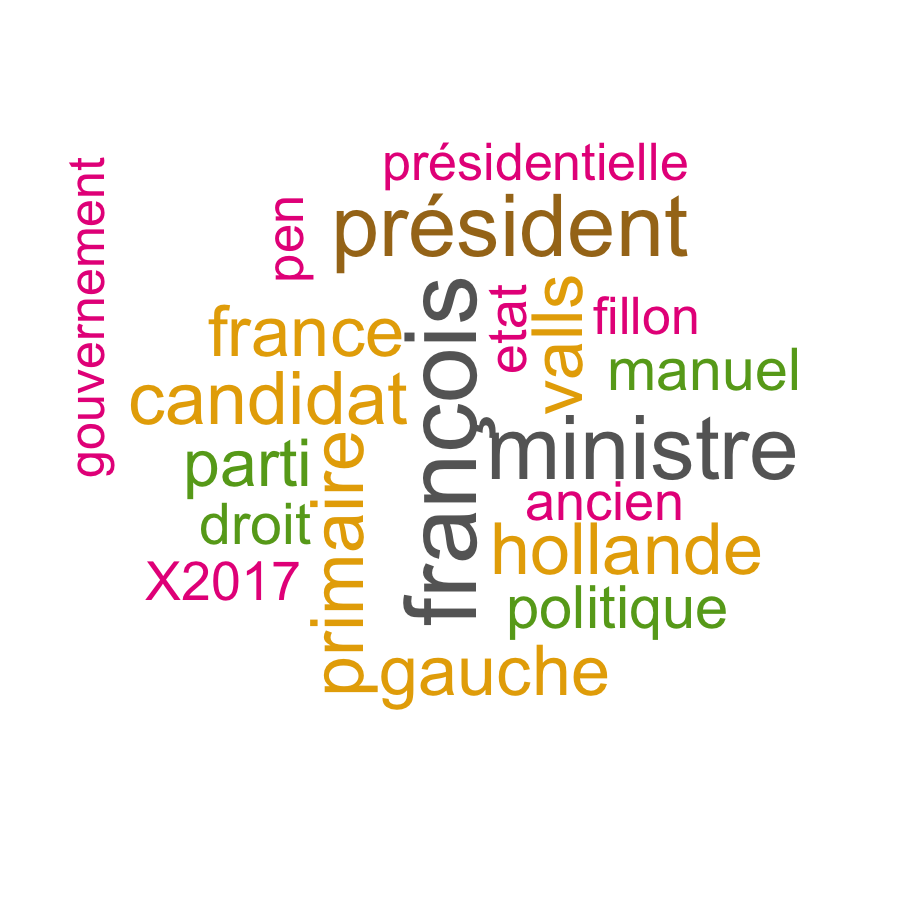 présidentielle
gouvernement
pen
président
françois
etat
valls
fillon
france
manuel
candidat
ministre
parti
primaire
ancien
droit
hollande
X2017
politique
gauche